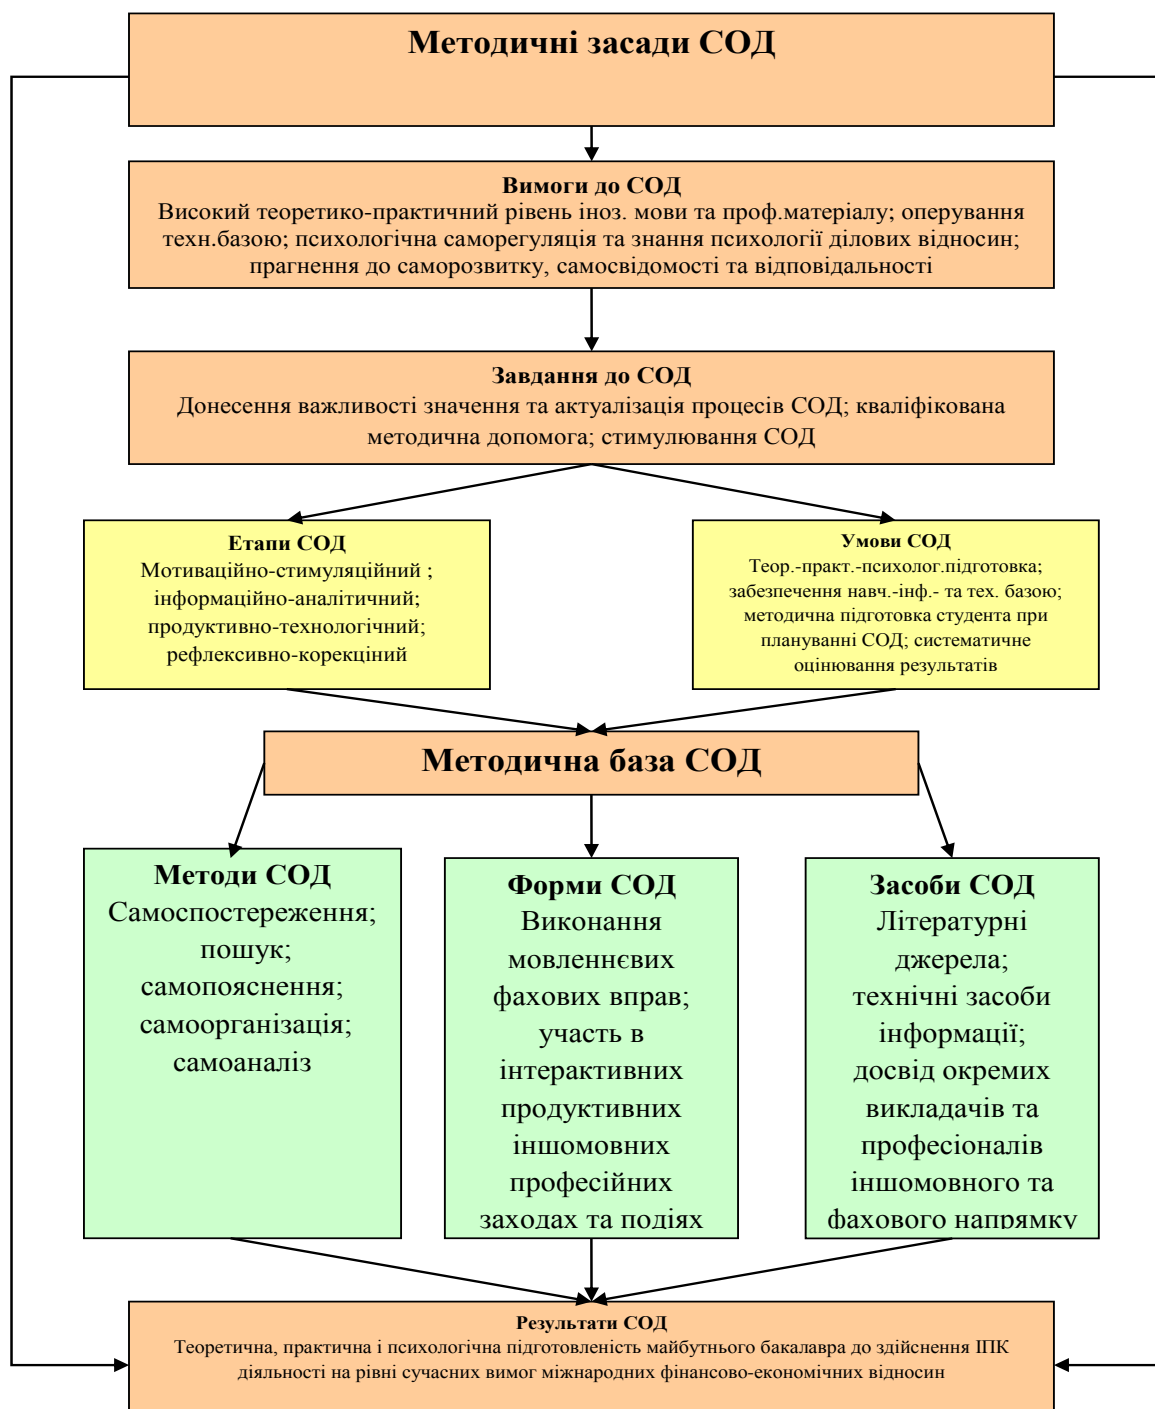 Методичні засади СОД
Вимоги до СОД
Високий теоретико-практичний рівень іноз. мови та проф.матеріалу; оперування
техн.базою; психологічна саморегуляція та знання психології ділових відносин;
прагнення до саморозвитку, самосвідомості та відповідальності
Завдання до СОД
Донесення важливості значення та актуалізація процесів СОД; кваліфікована
методична допомога; стимулювання СОД
Етапи СОД
Мотиваційно-стимуляційний ;
інформаційно-аналітичний;
продуктивно-технологічний;
рефлексивно-корекціний
Умови СОД
Теор.-практ.-психолог.підготовка;
забезпечення навч.-інф.- та тех. базою;
методична підготовка студента при
плануванні СОД; систематичне
оцінювання результатів
Методична база СОД
Методи СОД
Самоспостереження;
пошук;
самопояснення;
самоорганізація;
самоаналіз
Форми СОД
Виконання
мовленнєвих
фахових вправ;
участь в
інтерактивних
продуктивних
іншомовних
професійних
заходах та подіях
Засоби СОД
Літературні
джерела;
технічні засоби
інформації;
досвід окремих
викладачів та
професіоналів
іншомовного та
фахового напрямку
Результати СОД
Теоретична, практична і психологічна підготовленість майбутнього бакалавра до здійснення ІПК
діяльності на рівні сучасних вимог міжнародних фінансово-економічних відносин